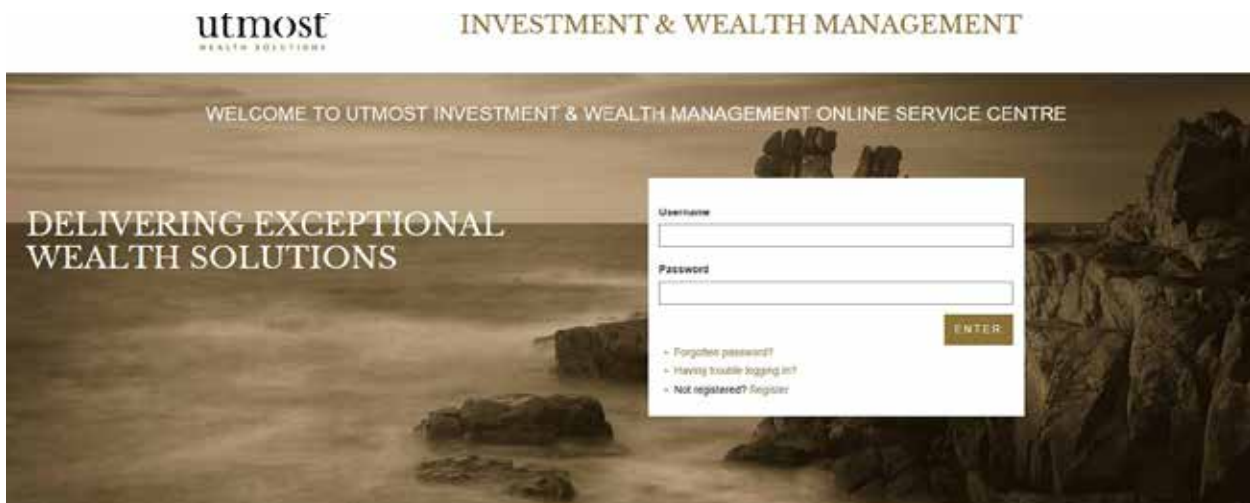 utmost
WEALTH SOLUTIONS
INVESTMENT & WEALTH MANAGEMENT
WELCOME TO UTMOST INVESTMENT & WEALTH MANAGEMENT ONLINE SERVICE CENTRE
DELIVERING EXCEPTIONAL
WEALTH SOLUTIONS
Username
Password
ENTER
Forgotten password?
Having trouble logging in?
Not registered? Register